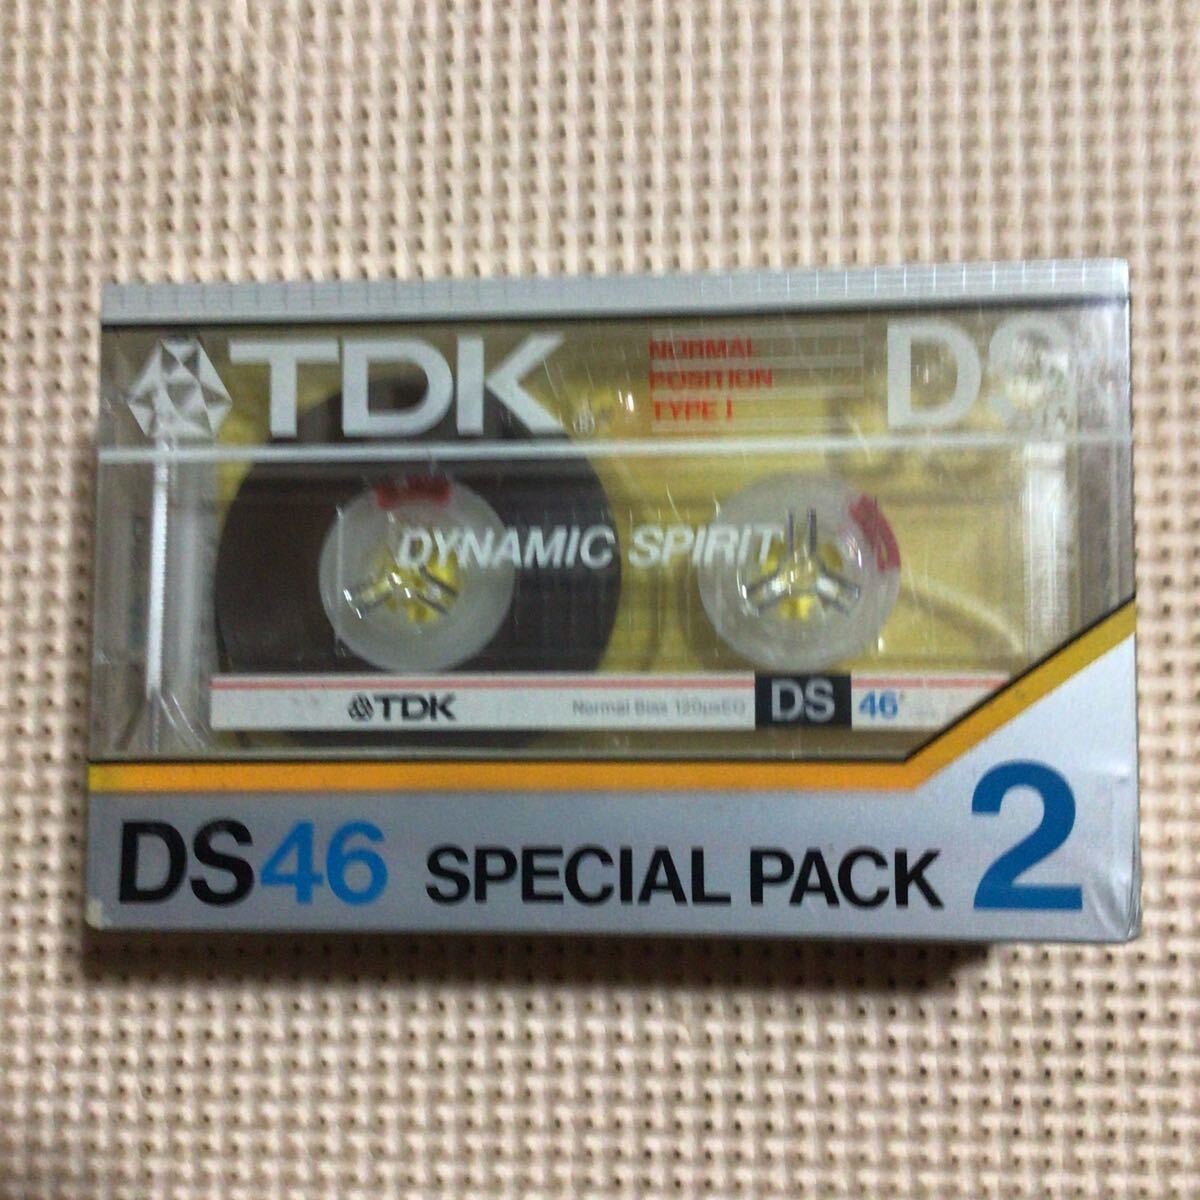 TDK® DS
NORMAL
POSITION
TYPE I
DYNAMIC SPIRIT
TDK Normal Bias 120µsEQ DS 46
DS46 SPECIAL PACK 2